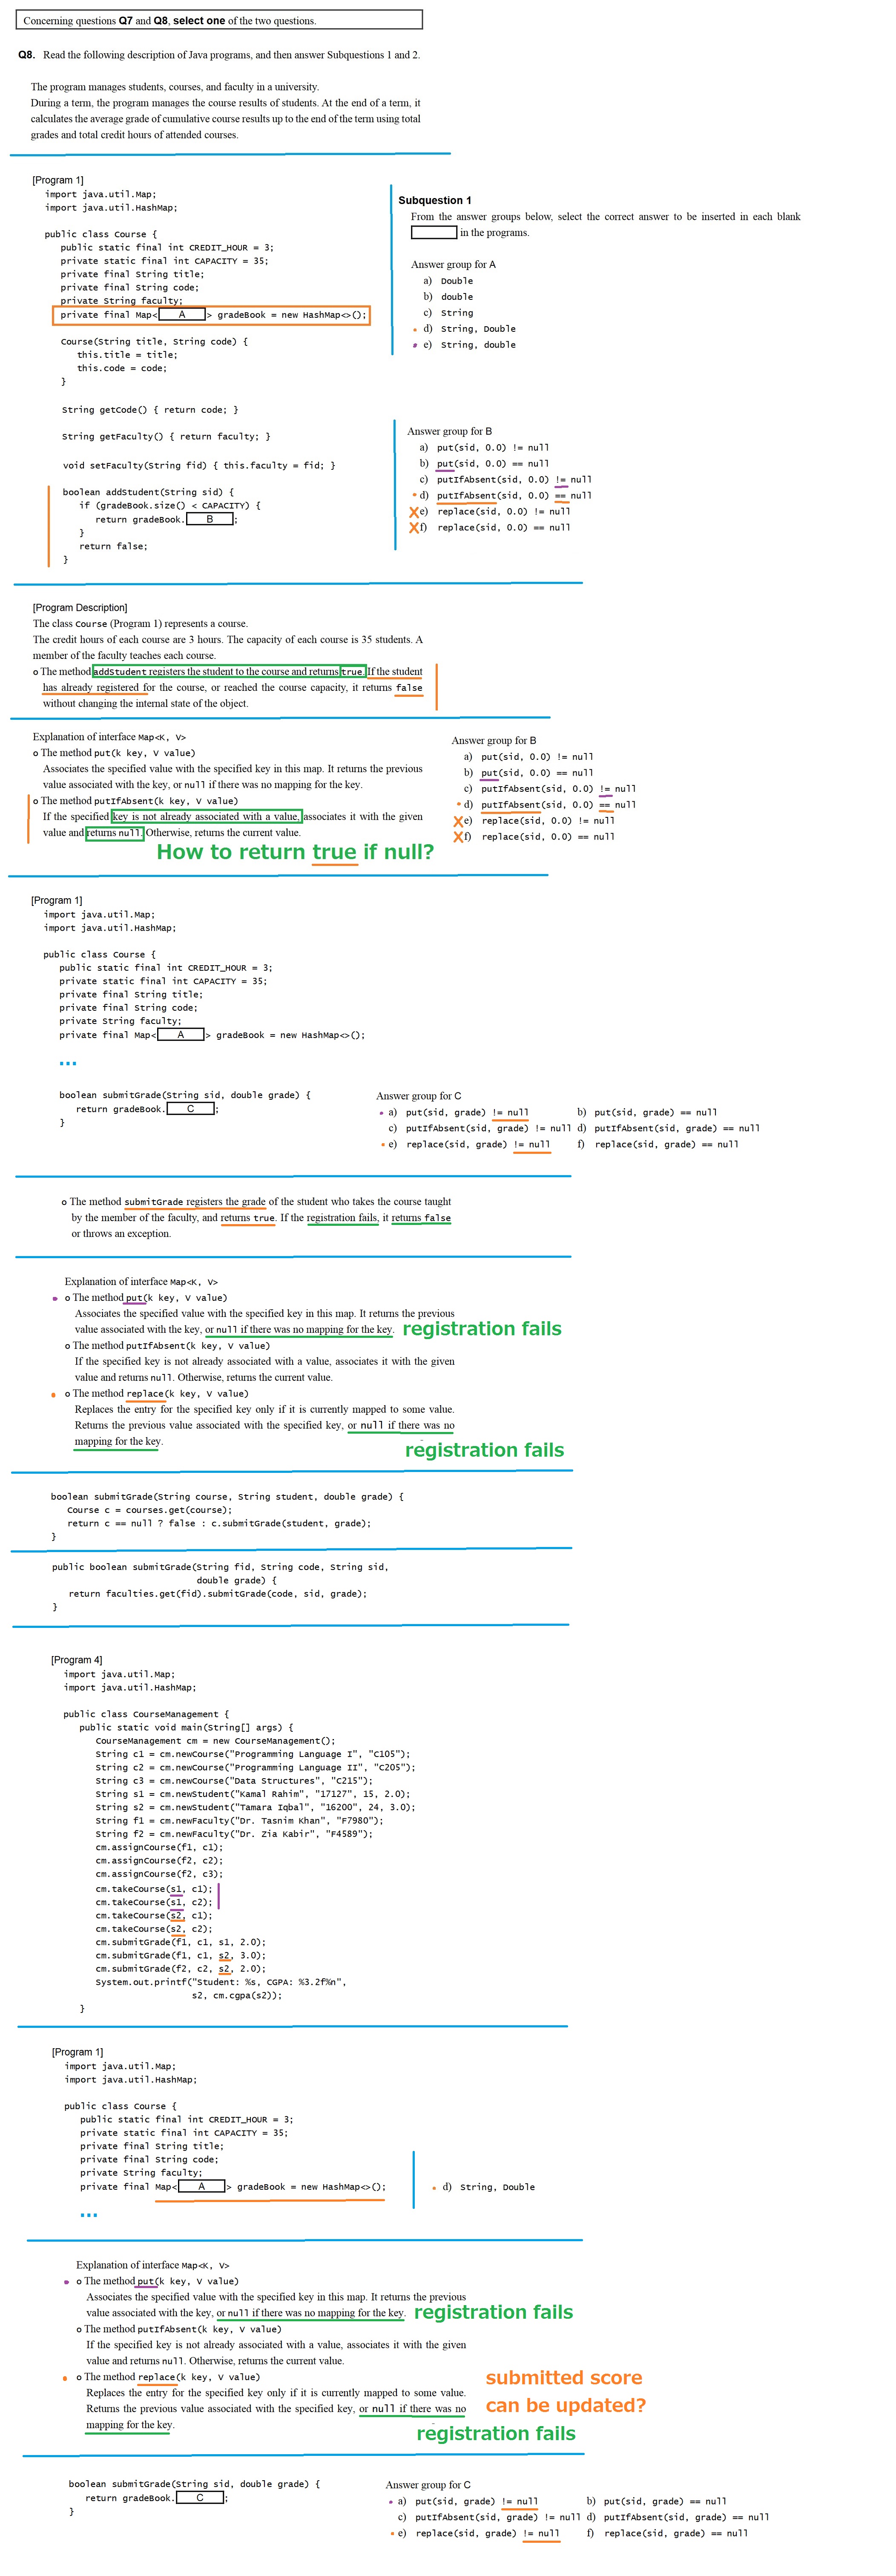 Concerning questions Q7 and Q8, select one of the two questions.
Q8. Read the following description of Java programs, and then answer Subquestions 1 and 2.
The program manages students, courses, and faculty in a university.
During a term, the program manages the course results of students. At the end of a term, it
calculates the average grade of cumulative course results up to the end of the term using total
grades and total credit hours of attended courses.
[Program 1]
import java.util.Map;
import java.util.HashMap;
public class Course {
public static final int CREDIT_HOUR = 3;
private static final int CAPACITY = 35;
private final String title;
private final String code;
private String faculty;
private final Map< A > gradeBook = new HashMap<>();
Course(String title, String code) {
this.title = title;
this.code = code;
}
String getCode() { return code; }
String getFaculty() { return faculty; }
void setFaculty(String fid) { this.faculty = fid; }
boolean addStudent(String sid) {
if (gradeBook.size() < CAPACITY) {
return gradeBook. B ;
}
return false;
}
Subquestion 1
From the answer groups below, select the correct answer to be inserted in each blank
in the programs.
Answer group for A
a) Double
b) double
c) String
d) String, Double
e) String, double
Answer group for B
a) put(sid, 0.0) != null
b) put(sid, 0.0) == null
c) putIfAbsent(sid, 0.0) != null
d) putIfAbsent(sid, 0.0) == null
e) replace(sid, 0.0) != null
f) replace(sid, 0.0) == null
[Program Description]
The class Course (Program 1) represents a course.
The credit hours of each course are 3 hours. The capacity of each course is 35 students. A
member of the faculty teaches each course.
o The method addStudent registers the student to the course and returns true. If the student
has already registered for the course, or reached the course capacity, it returns false
without changing the internal state of the object.
Explanation of interface Map<K, V>
o The method put(k key, V value)
Associates the specified value with the specified key in this map. It returns the previous
value associated with the key, or null if there was no mapping for the key.
o The method putIfAbsent(k key, V value)
If the specified key is not already associated with a value, associates it with the given
value and returns null. Otherwise, returns the current value.
How to return true if null?
Answer group for B
a) put(sid, 0.0) != null
b) put(sid, 0.0) == null
c) putIfAbsent(sid, 0.0) != null
d) putIfAbsent(sid, 0.0) == null
e) replace(sid, 0.0) != null
f) replace(sid, 0.0) == null
[Program 1]
import java.util.Map;
import java.util.HashMap;
public class Course {
public static final int CREDIT_HOUR = 3;
private static final int CAPACITY = 35;
private final String title;
private final String code;
private String faculty;
private final Map< A > gradeBook = new HashMap<>();
...
boolean submitGrade(String sid, double grade) {
return gradeBook. C ;
}
Answer group for C
a) put(sid, grade) != null b) put(sid, grade) == null
c) putIfAbsent(sid, grade) != null d) putIfAbsent(sid, grade) == null
e) replace(sid, grade) != null f) replace(sid, grade) == null
o The method submitGrade registers the grade of the student who takes the course taught
by the member of the faculty, and returns true. If the registration fails, it returns false
or throws an exception.
Explanation of interface Map<K, V>
o The method put(k key, V value)
Associates the specified value with the specified key in this map. It returns the previous
value associated with the key, or null if there was no mapping for the key. registration fails
o The method putIfAbsent(k key, V value)
If the specified key is not already associated with a value, associates it with the given
value and returns null. Otherwise, returns the current value.
o The method replace(k key, V value)
Replaces the entry for the specified key only if it is currently mapped to some value.
Returns the previous value associated with the specified key, or null if there was no
mapping for the key.
registration fails
boolean submitGrade(String course, String student, double grade) {
Course c = courses.get(course);
return c == null ? false : c.submitGrade(student, grade);
}
public boolean submitGrade(String fid, String code, String sid,
double grade) {
return faculties.get(fid).submitGrade(code, sid, grade);
}
[Program 4]
import java.util.Map;
import java.util.HashMap;
public class CourseManagement {
public static void main(String[] args) {
CourseManagement cm = new CourseManagement();
String c1 = cm.newCourse("Programming Language I", "C105");
String c2 = cm.newCourse("Programming Language II", "C205");
String c3 = cm.newCourse("Data Structures", "C215");
String s1 = cm.newStudent("Kamal Rahim", "17127", 15, 2.0);
String s2 = cm.newStudent("Tamara Iqbal", "16200", 24, 3.0);
String f1 = cm.newFaculty("Dr. Tasnim Khan", "F7980");
String f2 = cm.newFaculty("Dr. Zia Kabir", "F4589");
cm.assignCourse(f1, c1);
cm.assignCourse(f2, c2);
cm.assignCourse(f2, c3);
cm.takeCourse(s1, c1);
cm.takeCourse(s1, c2);
cm.takeCourse(s2, c1);
cm.takeCourse(s2, c2);
cm.submitGrade(f1, c1, s1, 2.0);
cm.submitGrade(f1, c1, s2, 3.0);
cm.submitGrade(f2, c2, s2, 2.0);
System.out.printf("Student: %s, CGPA: %3.2f%n",
s2, cm.cgpa(s2));
}
[Program 1]
import java.util.Map;
import java.util.HashMap;
public class Course {
public static final int CREDIT_HOUR = 3;
private static final int CAPACITY = 35;
private final String title;
private final String code;
private String faculty;
private final Map< A > gradeBook = new HashMap<>();
d) String, Double
...
Explanation of interface Map<K, V>
o The method put(k key, V value)
Associates the specified value with the specified key in this map. It returns the previous
value associated with the key, or null if there was no mapping for the key. registration fails
o The method putIfAbsent(k key, V value)
If the specified key is not already associated with a value, associates it with the given
value and returns null. Otherwise, returns the current value.
o The method replace(k key, V value)
Replaces the entry for the specified key only if it is currently mapped to some value.
Returns the previous value associated with the specified key, or null if there was no
mapping for the key.
submitted score
can be updated?
registration fails
boolean submitGrade(String sid, double grade) {
return gradeBook. C ;
}
Answer group for C
a) put(sid, grade) != null b) put(sid, grade) == null
c) putIfAbsent(sid, grade) != null d) putIfAbsent(sid, grade) == null
e) replace(sid, grade) != null f) replace(sid, grade) == null